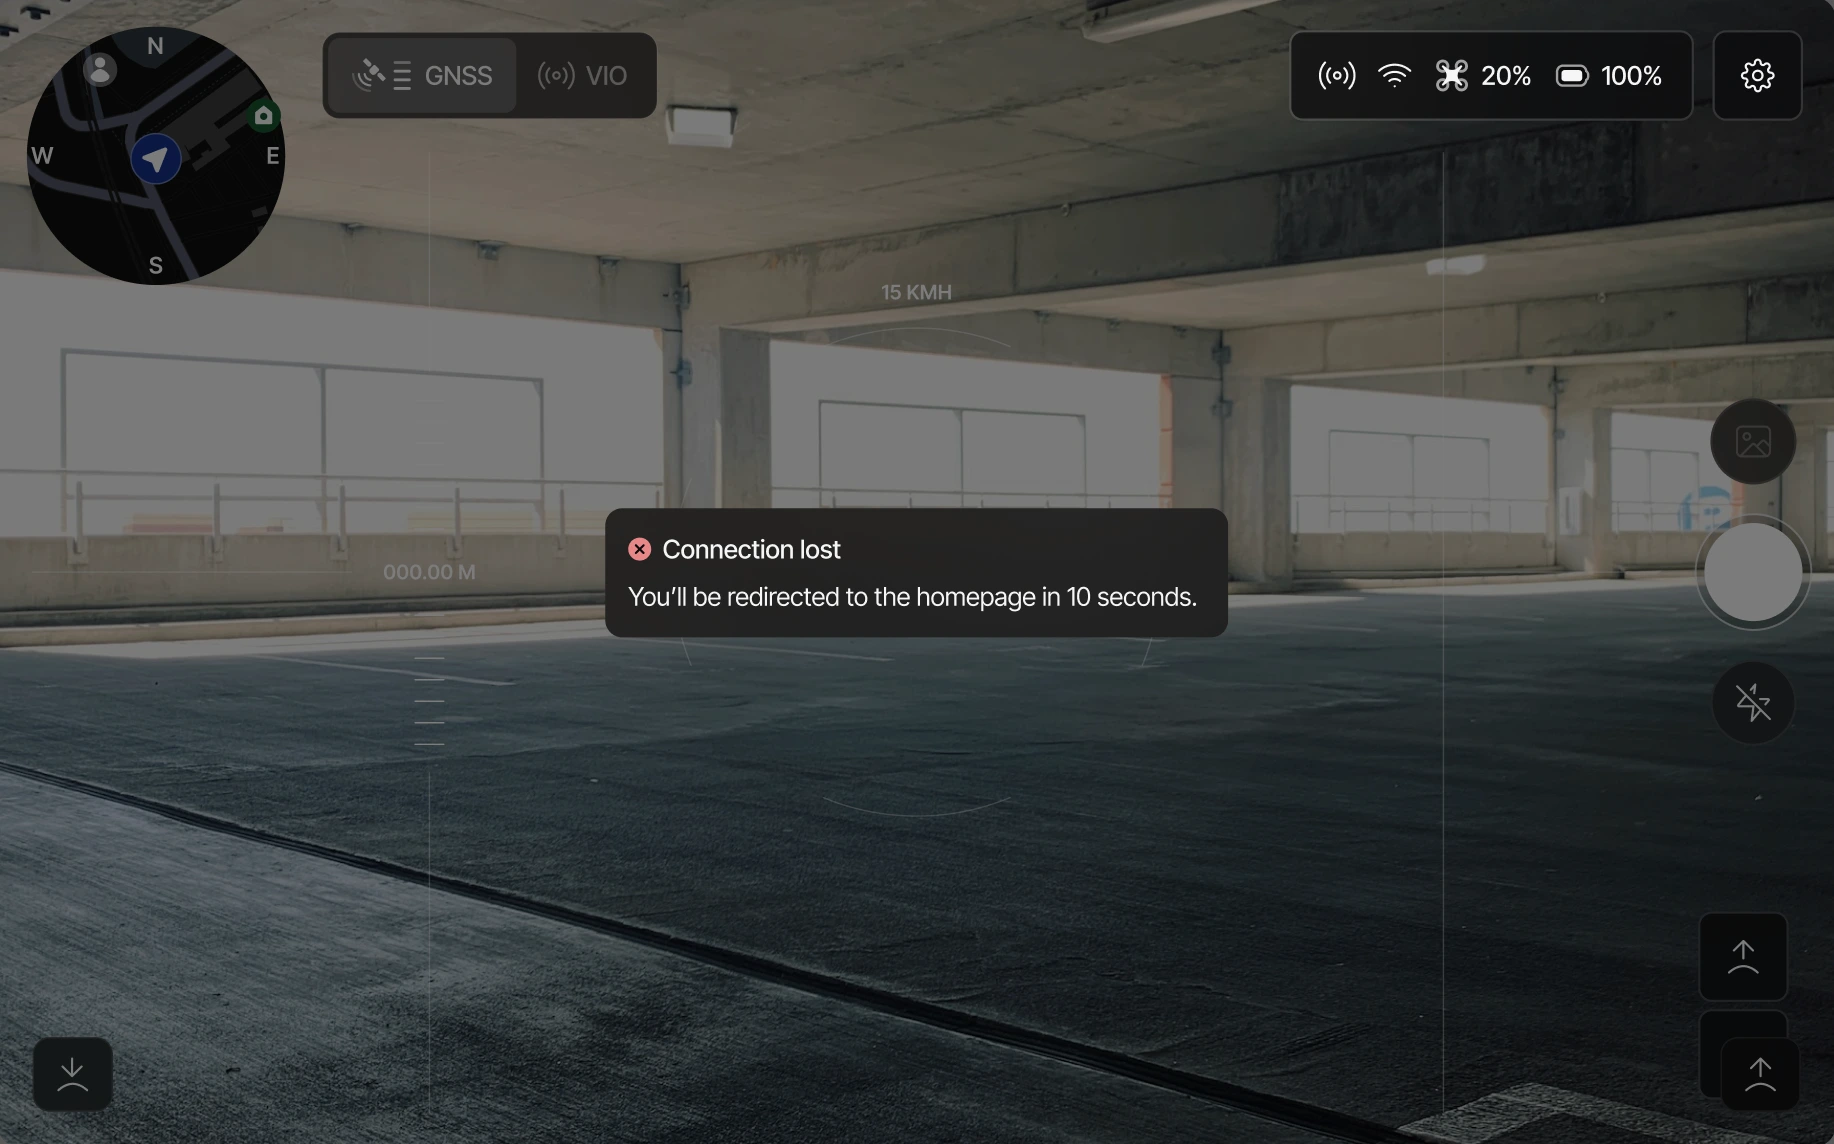 N
W
E
S
GNSS
VIO
20%
100%
15 KMH
000.00 M
Connection lost
You’ll be redirected to the homepage in 10 seconds.